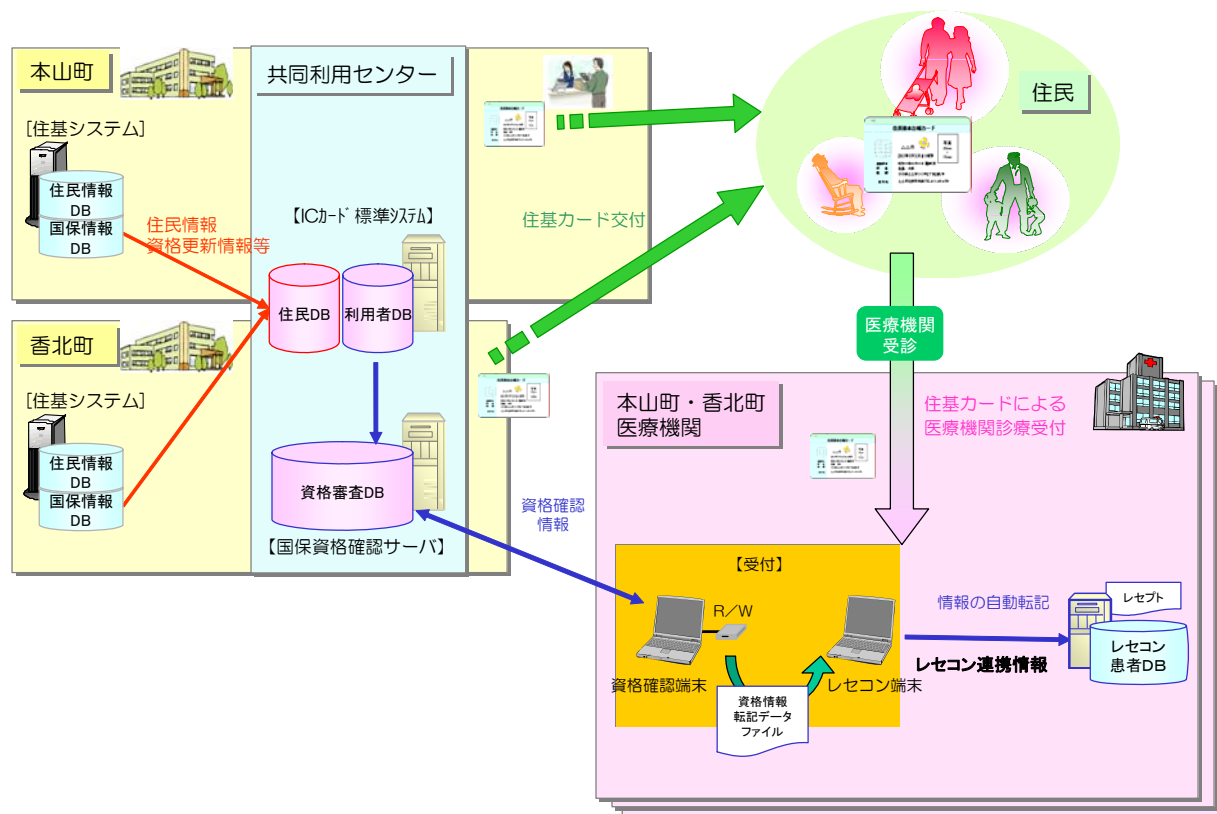 本山町
共同利用センター
住民
[住基システム]
住民情報
DB
国保情報
DB
住民情報
資格更新情報等
【ICカード標準システム】
住民DB
利用者DB
住基カード交付
住民基本台帳カード
香北町
[住基システム]
住民情報
DB
国保情報
DB
資格審査DB
【国保資格確認サーバ】
医療機関
受診
本山町・香北町
医療機関
住基カードによる
医療機関診療受付
資格確認
情報
【受付】
R/W
資格確認端末
レセコン端末
資格情報
転記データ
ファイル
情報の自動転記
レセコン連携情報
レセプト
レセコン
患者DB